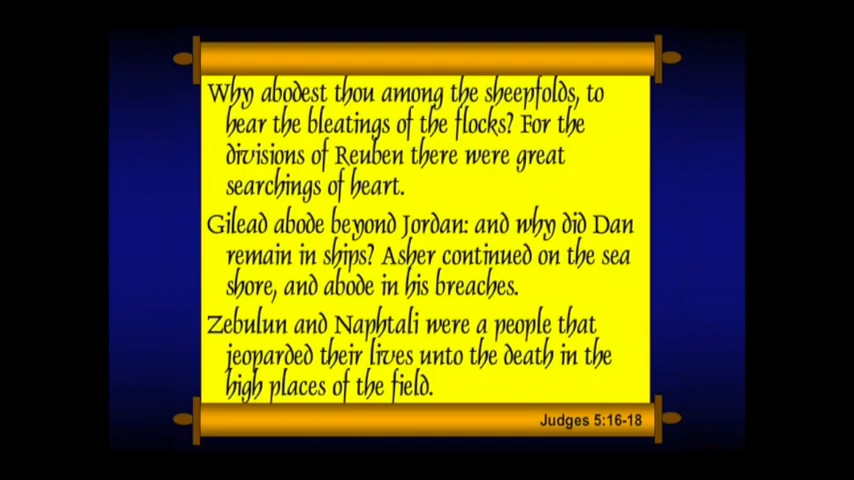 Why abodest thou among the sheepfolds, to
hear the bleatings of the flocks? For the
divisions of Reuben there were great
searchings of heart.
Gilead abode beyond Jordan: and why did Dan
remain in ships? Asher continued on the sea
shore, and abode in his breaches.
Zebulun and Naphtali were a people that
jeoparded their lives unto the death in the
high places of the field.
Judges 5:16-18